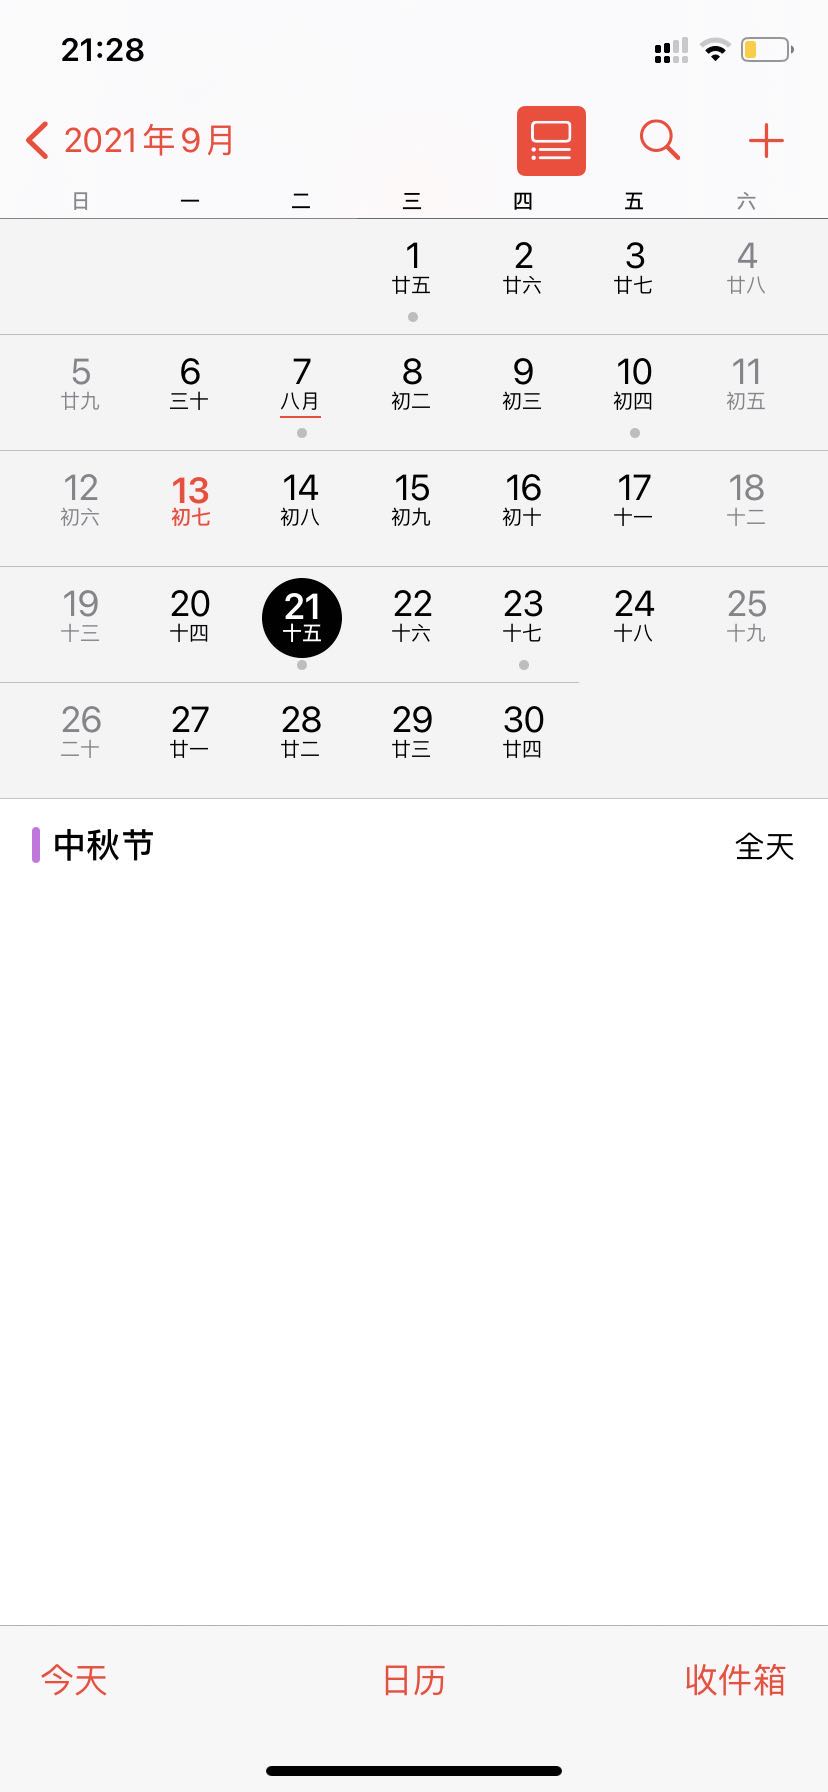 21:28
2021年9月
日 一 二 三 四 五 六
1 2 3 4
廿五 廿六 廿七 廿八
5 6 7 8 9 10 11
廿九 三十 八月 初二 初三 初四 初五
12 13 14 15 16 17 18
初六 初七 初八 初九 初十 十一 十二
19 20 21 22 23 24 25
十三 十四 十五 十六 十七 十八 十九
26 27 28 29 30
二十 廿一 廿二 廿三 廿四
中秋节 全天
今天 日历 收件箱